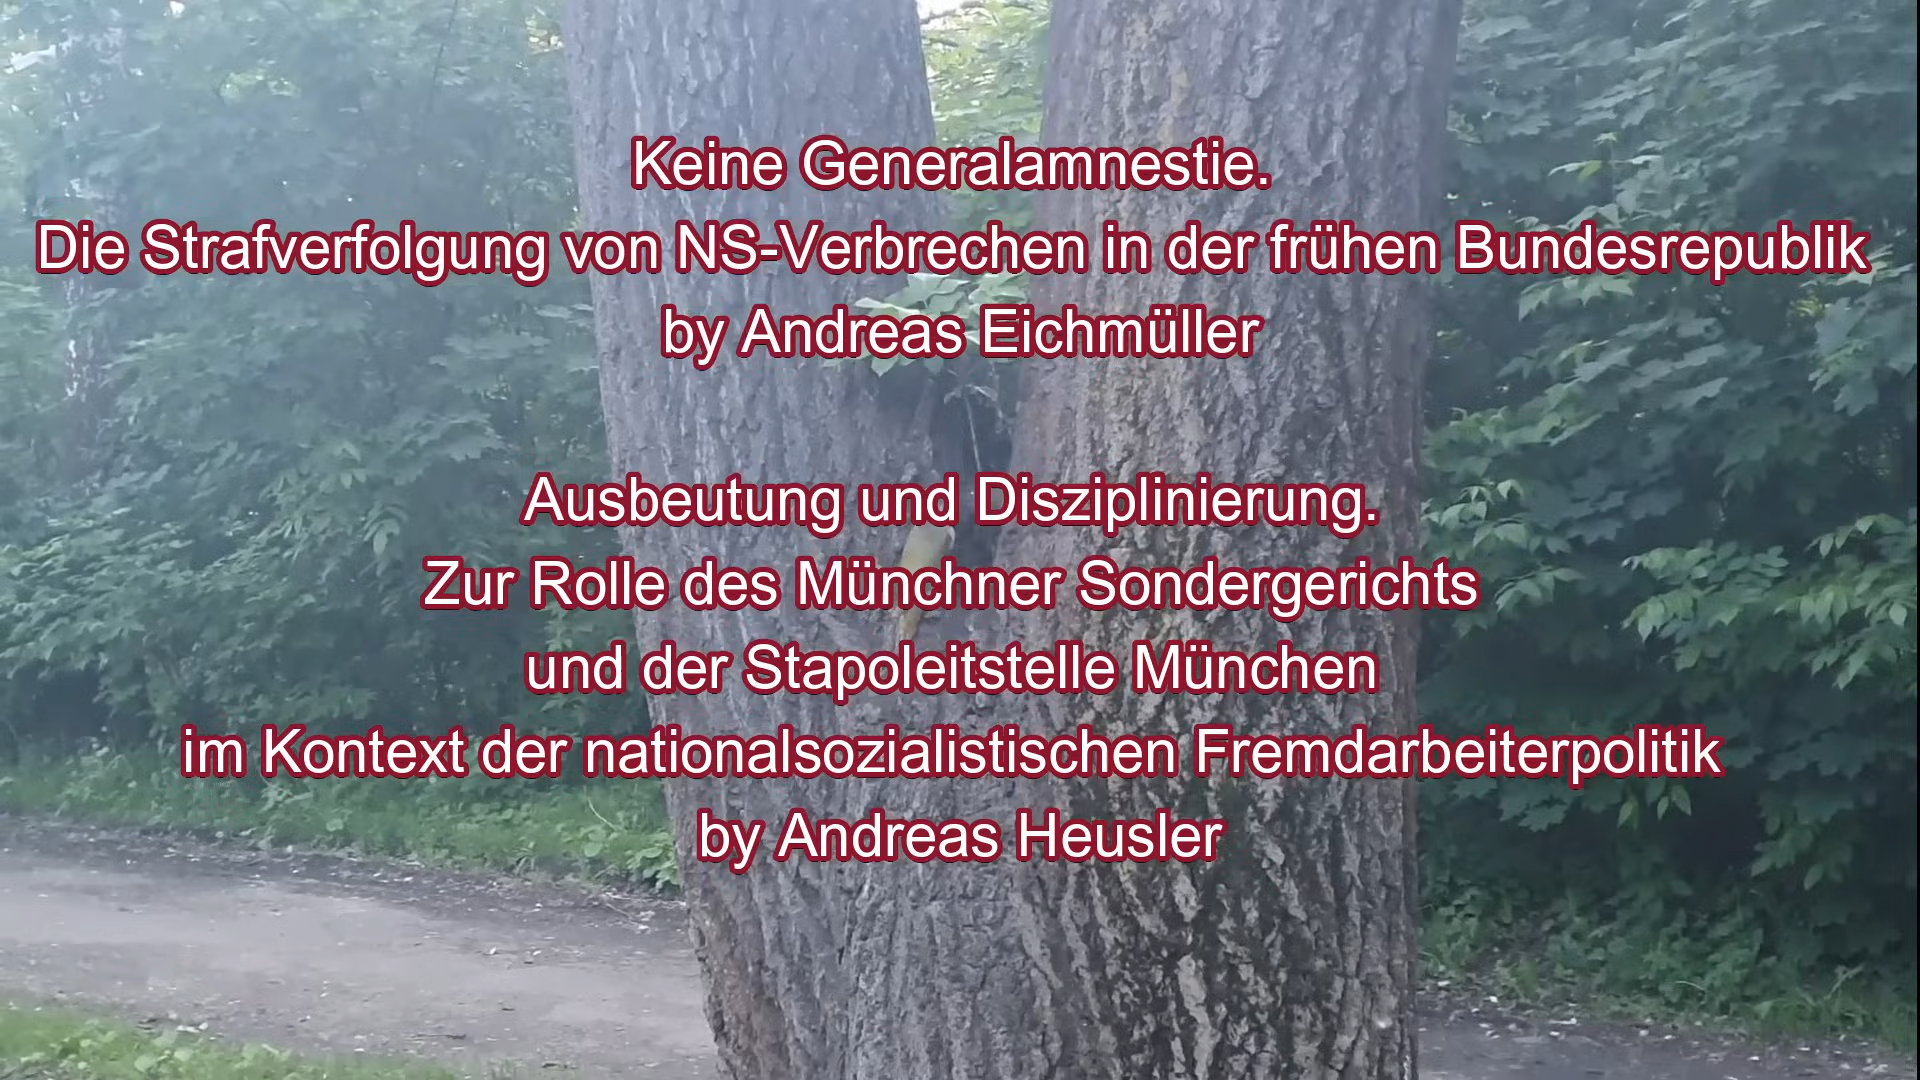 Keine Generalamnestie.
Die Strafverfolgung von NS-Verbrechen in der frühen Bundesrepublik
by Andreas Eichmüller
Ausbeutung und Disziplinierung.
Zur Rolle des Münchner Sondergerichts
und der Stapoleitstelle München
im Kontext der nationalsozialistischen Fremdarbeiterpolitik
by Andreas Heusler